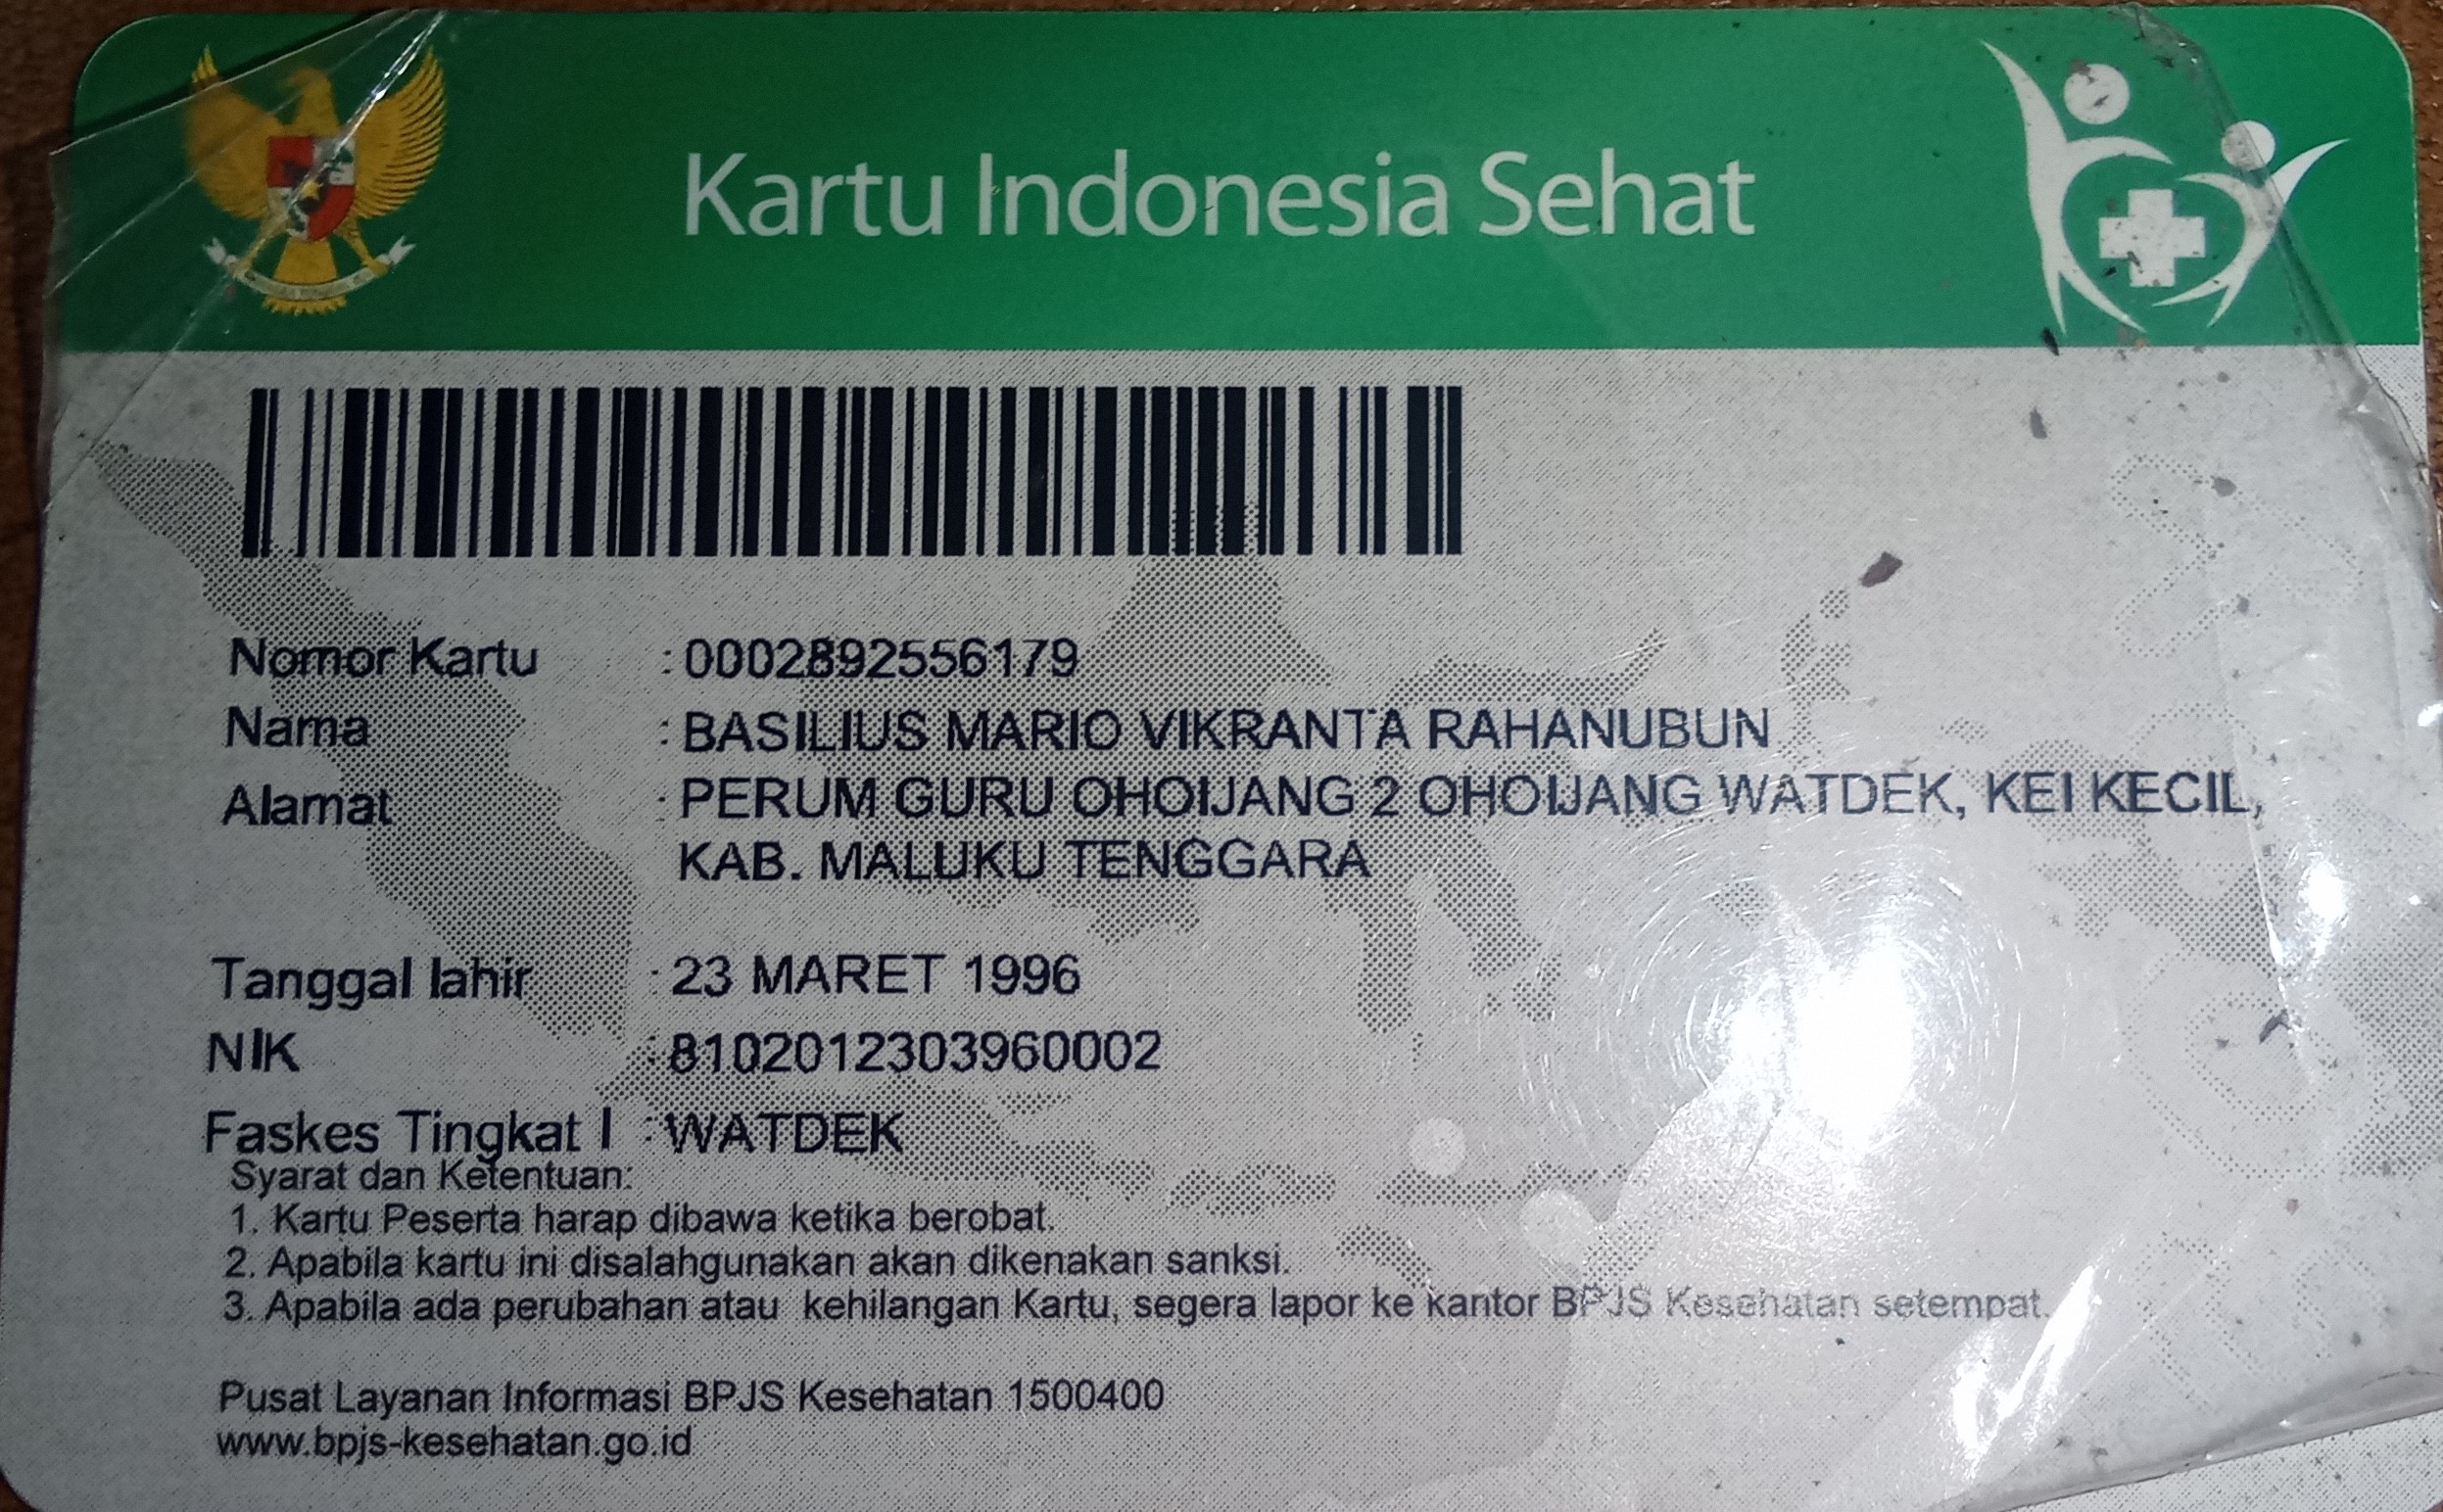 Kartu Indonesia Sehat
Nomor Kartu : 0002892556179
Nama : BASILIUS MARIO VIKRANTA RAHANUBUN
Alamat : PERUM GURU OHOIJANG 2 OHOIJANG WATDEK, KEI KECIL,
KAB. MALUKU TENGGARA
Tanggal lahir : 23 MARET 1996
NIK : 8102012303960002
Faskes Tingkat I : WATDEK
Syarat dan Ketentuan:
1. Kartu Peserta harap dibawa ketika berobat.
2. Apabila kartu ini disalahgunakan akan dikenakan sanksi.
3. Apabila ada perubahan atau kehilangan Kartu, segera lapor ke kantor BPJS Kesehatan setempat.
Pusat Layanan Informasi BPJS Kesehatan 1500400
www.bpjs-kesehatan.go.id